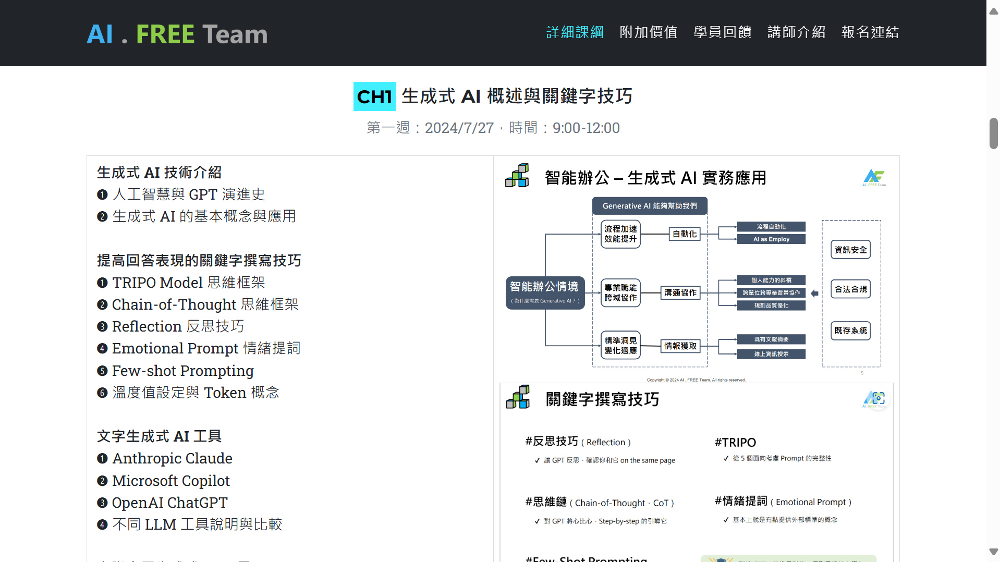 AI . FREE Team
詳細課綱 附加價值 學員回饋 講師介紹 報名連結
CH1 生成式 AI 概述與關鍵字技巧
第一週：2024/7/27，時間：9:00-12:00
生成式 AI 技術介紹
❶ 人工智慧與 GPT 演進史
❷ 生成式 AI 的基本概念與應用
提高回答表現的關鍵字撰寫技巧
❶ TRIPO Model 思維框架
❷ Chain-of-Thought 思維框架
❸ Reflection 反思技巧
❹ Emotional Prompt 情緒提詞
❺ Few-shot Prompting
❻ 溫度值設定與 Token 概念
文字生成式 AI 工具
❶ Anthropic Claude
❷ Microsoft Copilot
❸ OpenAI ChatGPT
❹ 不同 LLM 工具說明與比較
智能辦公 – 生成式 AI 實務應用
AI . FREE Team
Generative AI 能夠幫助我們
流程加速
效能提升
自動化
流程自動化
AI as Employ
智能辦公情境
( 為什麼需要 Generative AI ? )
專業職能
跨域協作
溝通協作
個人能力的斜槓
跨單位跨專業背景協作
規劃品質優化
精準洞見
變化適應
情報獲取
既有文獻摘要
線上資訊搜索
資訊安全
合法合規
既存系統
5
Copyright © 2024 AI . FREE Team. All rights reserved.
關鍵字撰寫技巧
#反思技巧 ( Reflection )
✓ 讓 GPT 反思，確認你和它 on the same page
#TRIPO
✓ 從 5 個面向考慮 Prompt 的完整性
#思維鏈 ( Chain-of-Thought，CoT )
✓ 對 GPT 將心比心，Step-by-step 的引導它
#情緒提詞 ( Emotional Prompt )
✓ 基本上就是有點提供外部標準的概念
#Few-Shot Prompting